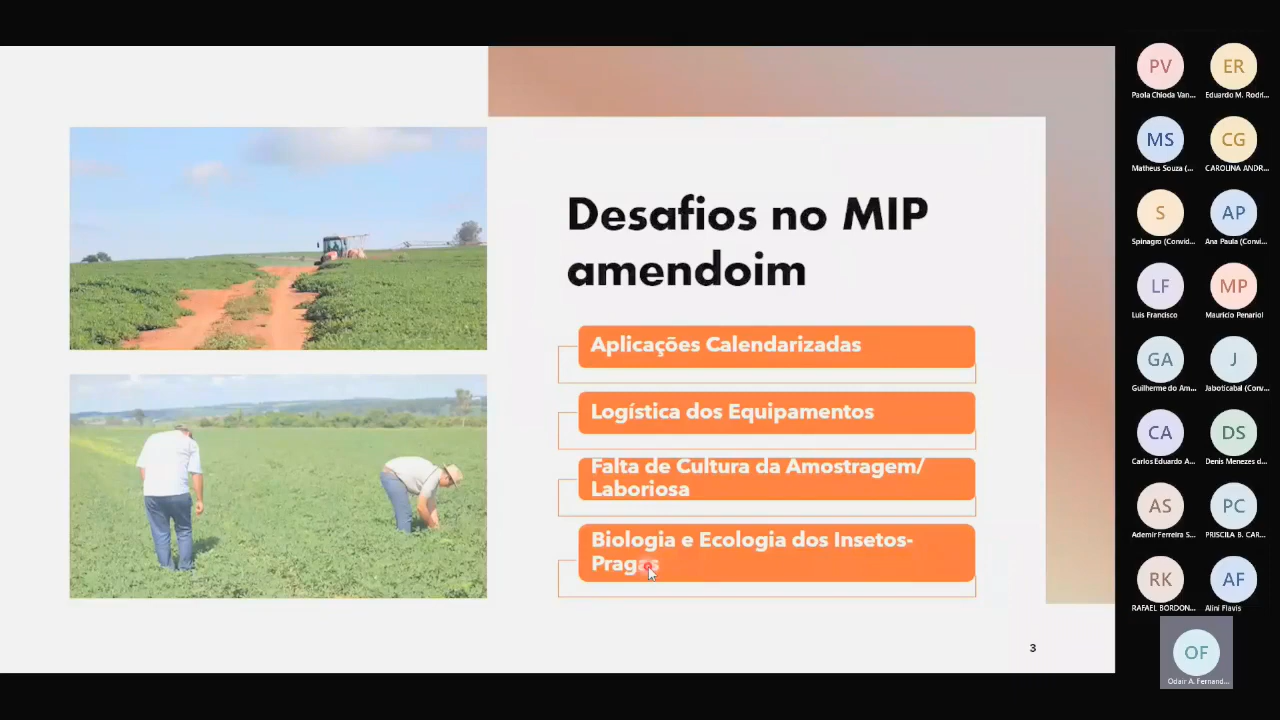 Desafios no MIP
amendoim
Aplicações Calendarizadas
Logística dos Equipamentos
Falta de Cultura da Amostragem/
Laboriosa
Biologia e Ecologia dos Insetos-
Pragas
3
PV
Paola Chioda Van...
ER
Eduardo M. Rodri...
MS
Matheus Souza (...
CG
CAROLINA ANDR...
S
Spinagro (Convid...
AP
Ana Paula (Convi...
LF
Luis Francisco
MP
Mauricio Penariol
GA
Guilherme do Am...
J
Jaboticabal (Conv...
CA
Carlos Eduardo A...
DS
Denis Menezes d...
AS
Ademir Ferreira S...
PC
PRISCILA B. CAR...
RK
RAFAEL BORDON...
AF
Alini Flavis
OF
Odair A. Fernand...